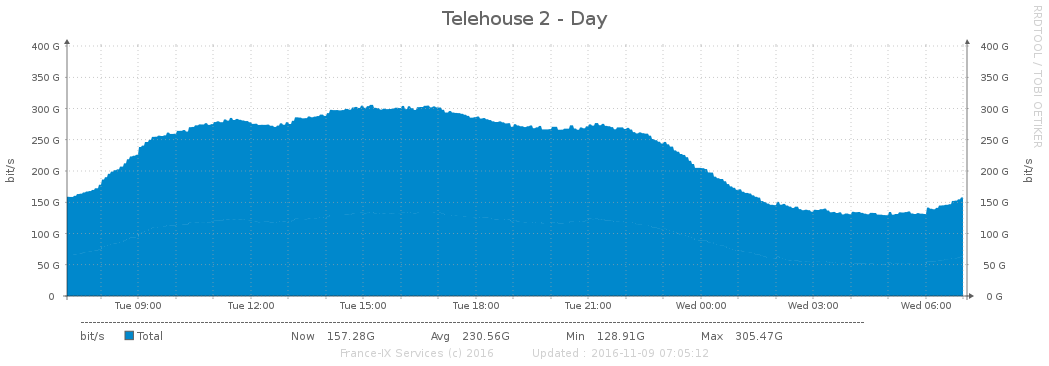 Telehouse 2 - Day
RRDTOOL / TOBI OETIKER
400 G 400 G
350 G 350 G
300 G 300 G
250 G 250 G
200 G 200 G
150 G 150 G
100 G 100 G
50 G 50 G
0 0 G
bit/s bit/s
Tue 09:00 Tue 12:00 Tue 15:00 Tue 18:00 Tue 21:00 Wed 00:00 Wed 03:00 Wed 06:00
bit/s Total Now 157.28G Avg 230.56G Min 128.91G Max 305.47G
France-IX Services (c) 2016 Updated : 2016-11-09 07:05:12